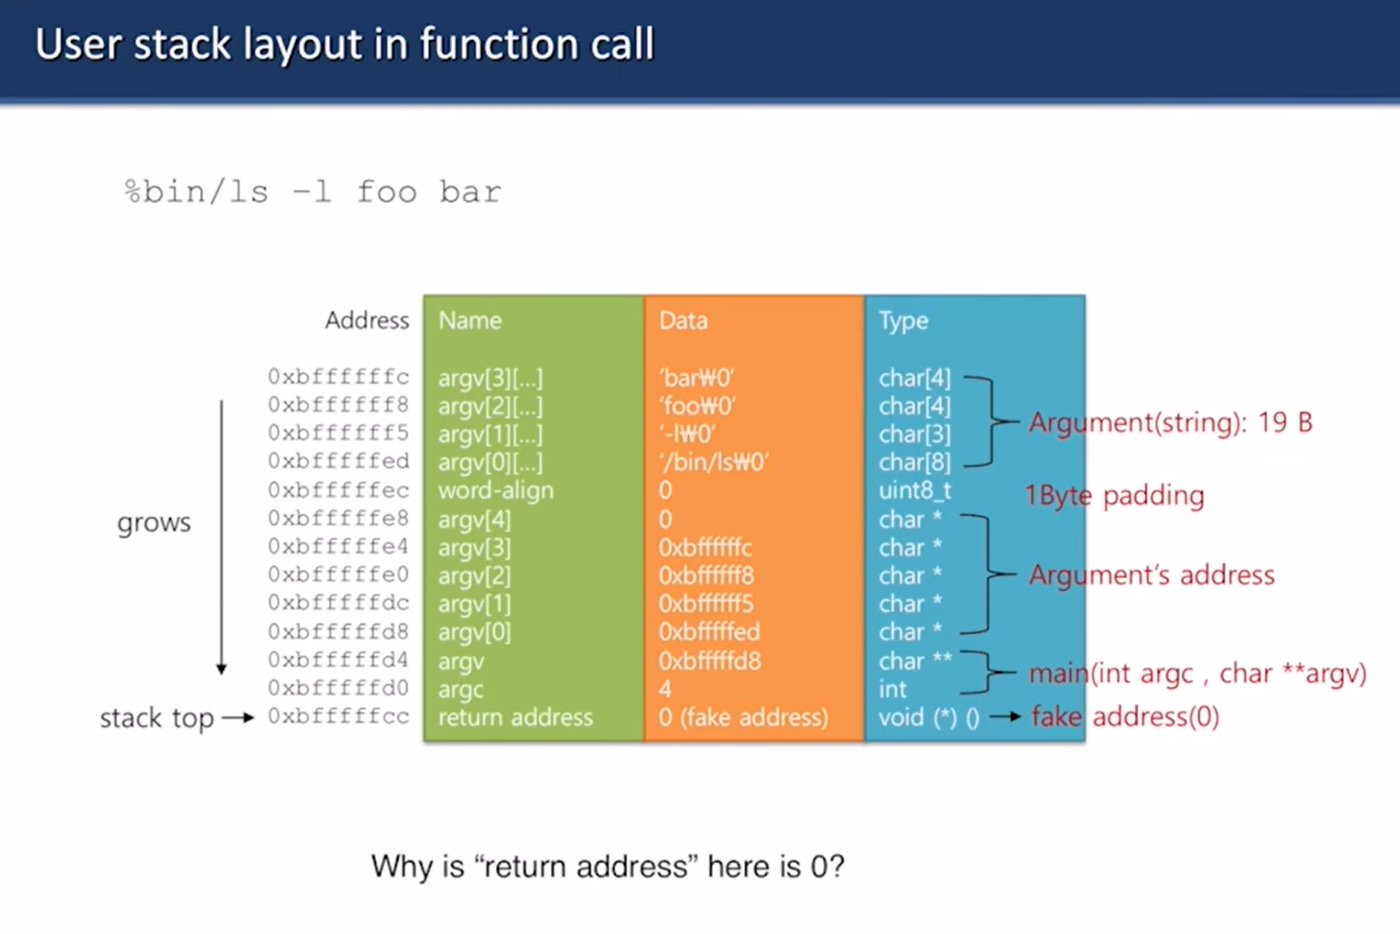 User stack layout in function call
%bin/ls -l foo bar
Address Name Data Type
0xbffffffc argv[3][...] ‘bar₩0’ char[4]
0xbffffff8 argv[2][...] ‘foo₩0’ char[4]
Argument(string): 19 B
0xbffffff5 argv[1][...] ‘-l₩0’ char[3]
0xbfffffed argv[0][...] ‘/bin/ls₩0’ char[8]
0xbfffffec word-align 0 uint8_t 1Byte padding
0xbfffffe8 argv[4] 0 char *
grows
0xbfffffe4 argv[3] 0xbffffffc char *
0xbfffffe0 argv[2] 0xbffffff8 char * Argument’s address
0xbfffffdc argv[1] 0xbffffff5 char *
0xbfffffd8 argv[0] 0xbfffffed char *
0xbfffffd4 argv 0xbfffffd8 char **
main(int argc , char **argv)
0xbfffffd0 argc 4 int
stack top 0xbfffffcc return address 0 (fake address) void (*) () fake address(0)
Why is “return address” here is 0?